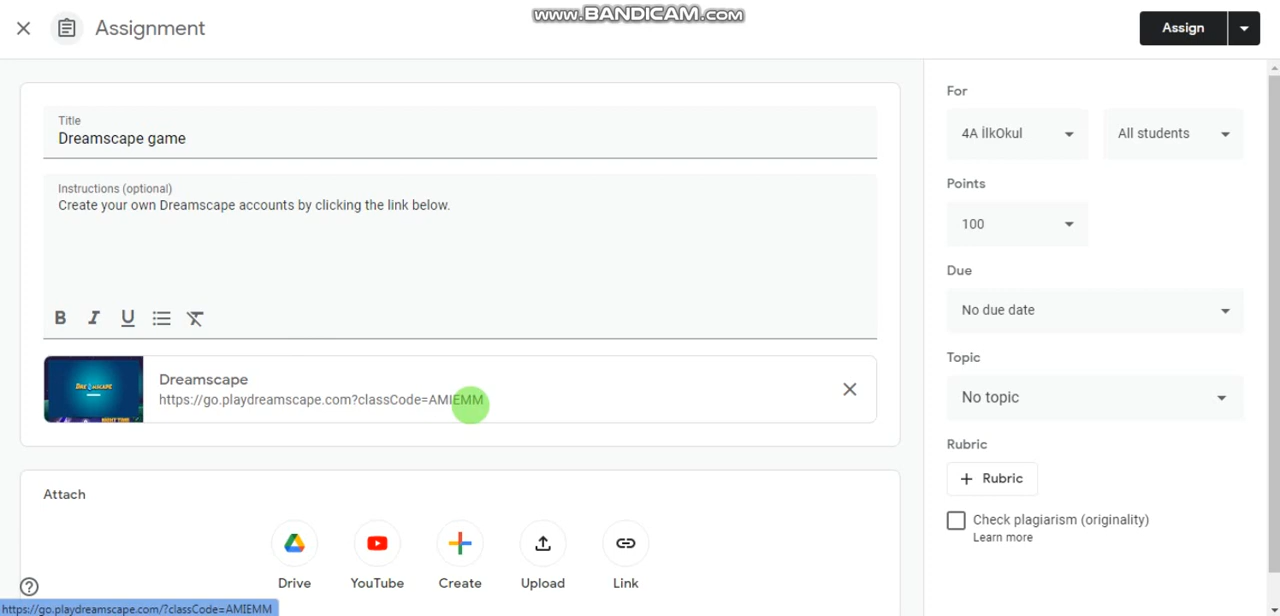 www.BANDICAM.com
Assignment
Assign
Title
Dreamscape game
Instructions (optional)
Create your own Dreamscape accounts by clicking the link below.
B I U
Dreamscape
https://go.playdreamscape.com?classCode=AMIEMM
Attach
Drive YouTube Create Upload Link
For
4A İlkOkul All students
Points
100
Due
No due date
Topic
No topic
Rubric
+ Rubric
Check plagiarism (originality)
Learn more
https://go.playdreamscape.com/?classCode=AMIEMM